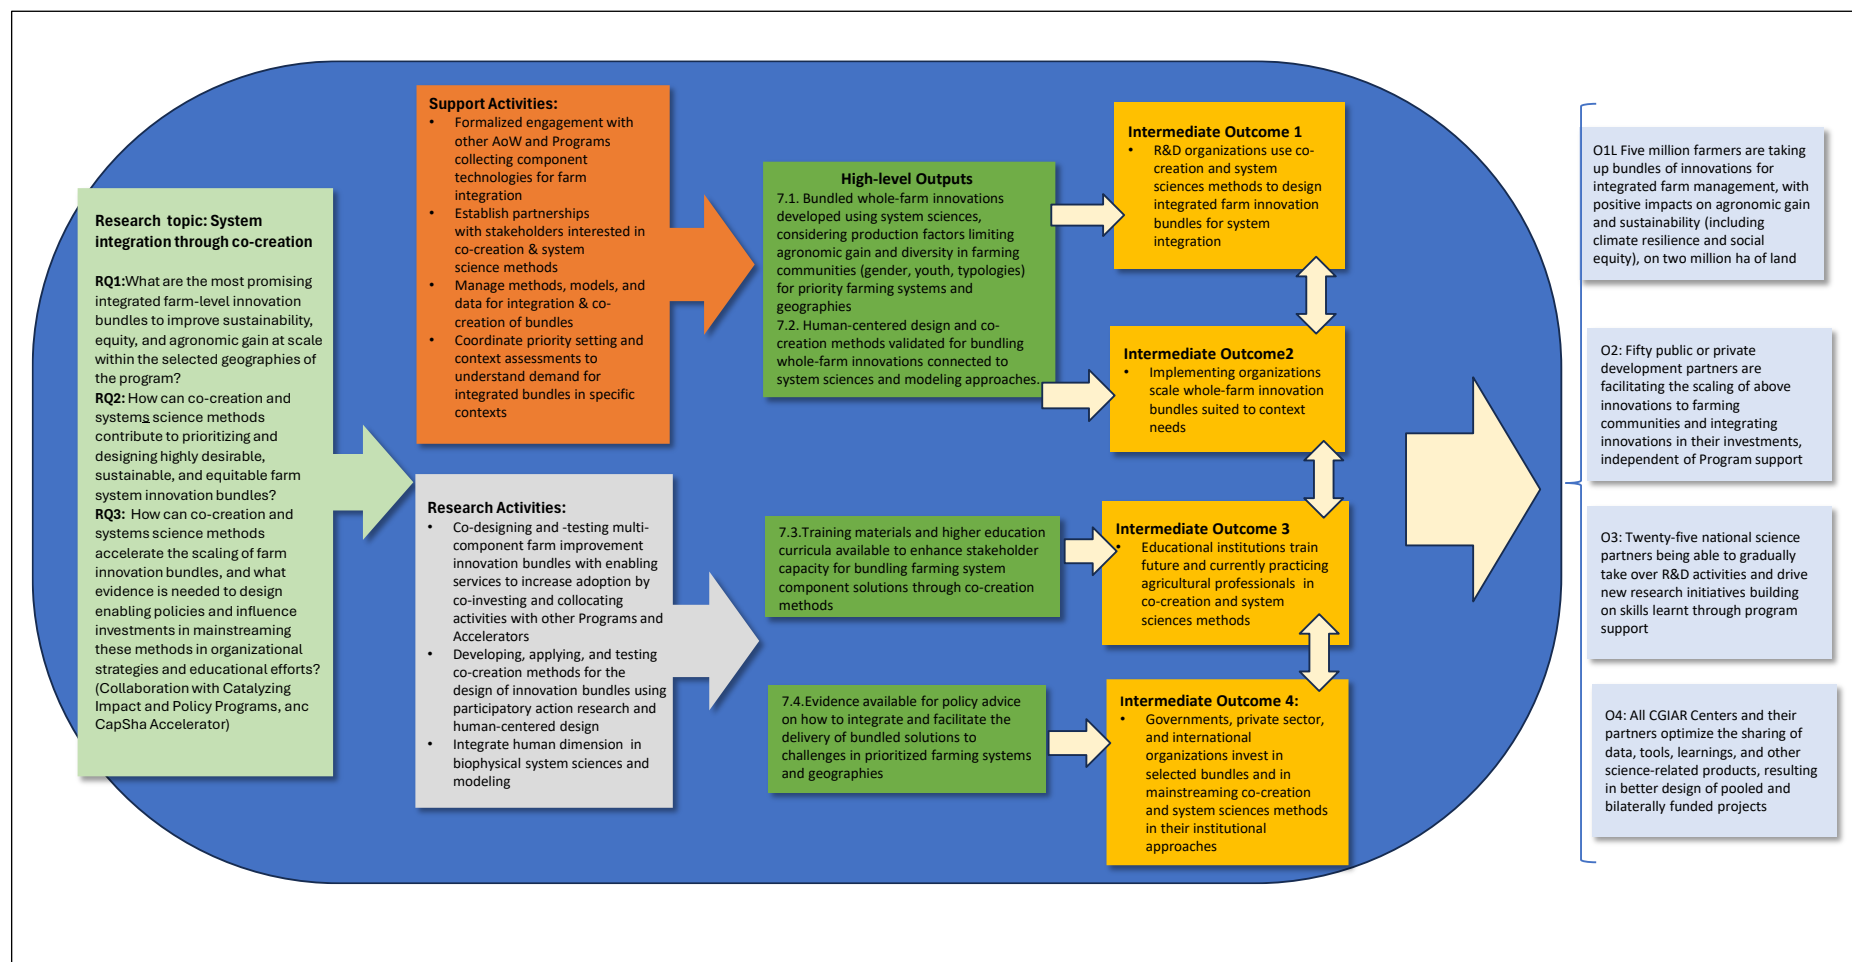 Research topic: System
integration through co-creation
RQ1:What are the most promising
integrated farm-level innovation
bundles to improve sustainability,
equity, and agronomic gain at scale
within the selected geographies of
the program?
RQ2: How can co-creation and
systems science methods
contribute to prioritizing and
designing highly desirable,
sustainable, and equitable farm
system innovation bundles?
RQ3: How can co-creation and
systems science methods
accelerate the scaling of farm
innovation bundles, and what
evidence is needed to design
enabling policies and influence
investments in mainstreaming
these methods in organizational
strategies and educational efforts?
(Collaboration with Catalyzing
Impact and Policy Programs, anc
CapSha Accelerator)
Support Activities:
• Formalized engagement with
other AoW and Programs
collecting component
technologies for farm
integration
• Establish partnerships
with stakeholders interested in
co-creation & system
science methods
• Manage methods, models, and
data for integration & co-
creation of bundles
• Coordinate priority setting and
context assessments to
understand demand for
integrated bundles in specific
contexts
Research Activities:
• Co-designing and -testing multi-
component farm improvement
innovation bundles with enabling
services to increase adoption by
co-investing and collocating
activities with other Programs and
Accelerators
• Developing, applying, and testing
co-creation methods for the
design of innovation bundles using
participatory action research and
human-centered design
• Integrate human dimension in
biophysical system sciences and
modeling
High-level Outputs
7.1. Bundled whole-farm innovations
developed using system sciences,
considering production factors limiting
agronomic gain and diversity in farming
communities (gender, youth, typologies)
for priority farming systems and
geographies
7.2. Human-centered design and co-
creation methods validated for bundling
whole-farm innovations connected to
system sciences and modeling approaches.
7.3.Training materials and higher education
curricula available to enhance stakeholder
capacity for bundling farming system
component solutions through co-creation
methods
7.4.Evidence available for policy advice
on how to integrate and facilitate the
delivery of bundled solutions to
challenges in prioritized farming systems
and geographies
Intermediate Outcome 1
• R&D organizations use co-
creation and system
sciences methods to design
integrated farm innovation
bundles for system
integration
Intermediate Outcome2
• Implementing organizations
scale whole-farm innovation
bundles suited to context
needs
Intermediate Outcome 3
• Educational institutions train
future and currently practicing
agricultural professionals in
co-creation and system
sciences methods
Intermediate Outcome 4:
• Governments, private sector,
and international
organizations invest in
selected bundles and in
mainstreaming co-creation
and system sciences methods
in their institutional
approaches
O1L Five million farmers are taking
up bundles of innovations for
integrated farm management, with
positive impacts on agronomic gain
and sustainability (including
climate resilience and social
equity), on two million ha of land
O2: Fifty public or private
development partners are
facilitating the scaling of above
innovations to farming
communities and integrating
innovations in their investments,
independent of Program support
O3: Twenty-five national science
partners being able to gradually
take over R&D activities and drive
new research initiatives building
on skills learnt through program
support
O4: All CGIAR Centers and their
partners optimize the sharing of
data, tools, learnings, and other
science-related products, resulting
in better design of pooled and
bilaterally funded projects